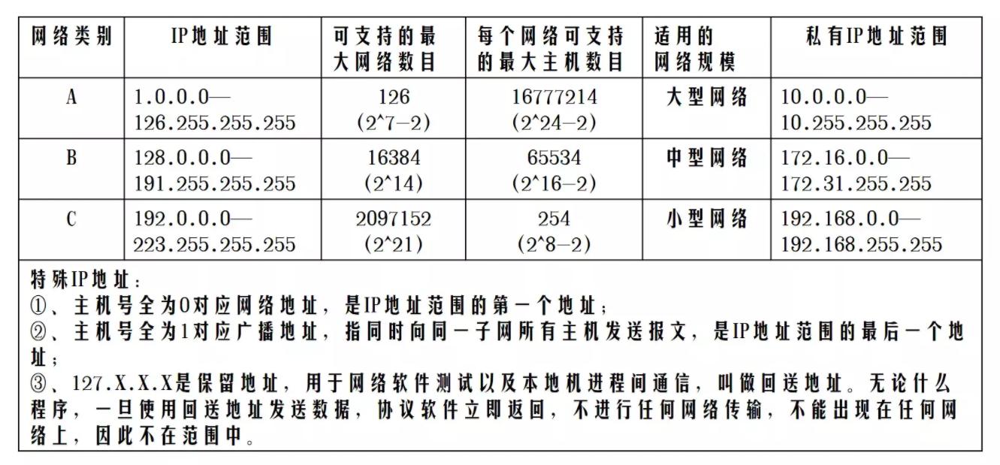 网络类别 IP地址范围 可支持的最 每个网络可支持 适用的 私有IP地址范围
大网络数目 的最大主机数目 网络规模
A 1.0.0.0— 126 16777214 大型网络 10.0.0.0—
126.255.255.255 (2^7-2) (2^24-2) 10.255.255.255
B 128.0.0.0— 16384 65534 中型网络 172.16.0.0—
191.255.255.255 (2^14) (2^16-2) 172.31.255.255
C 192.0.0.0— 2097152 254 小型网络 192.168.0.0—
223.255.255.255 (2^21) (2^8-2) 192.168.255.255
特殊IP地址：
①、主机号全为0对应网络地址，是IP地址范围的第一个地址；
②、主机号全为1对应广播地址，指同时向同一子网所有主机发送报文，是IP地址范围的最后一个地
址；
③、127.X.X.X是保留地址，用于网络软件测试以及本地机进程间通信，叫做回送地址。无论什么
程序，一旦使用回送地址发送数据，协议软件立即返回，不进行任何网络传输，不能出现在任何网
络上，因此不在范围中。